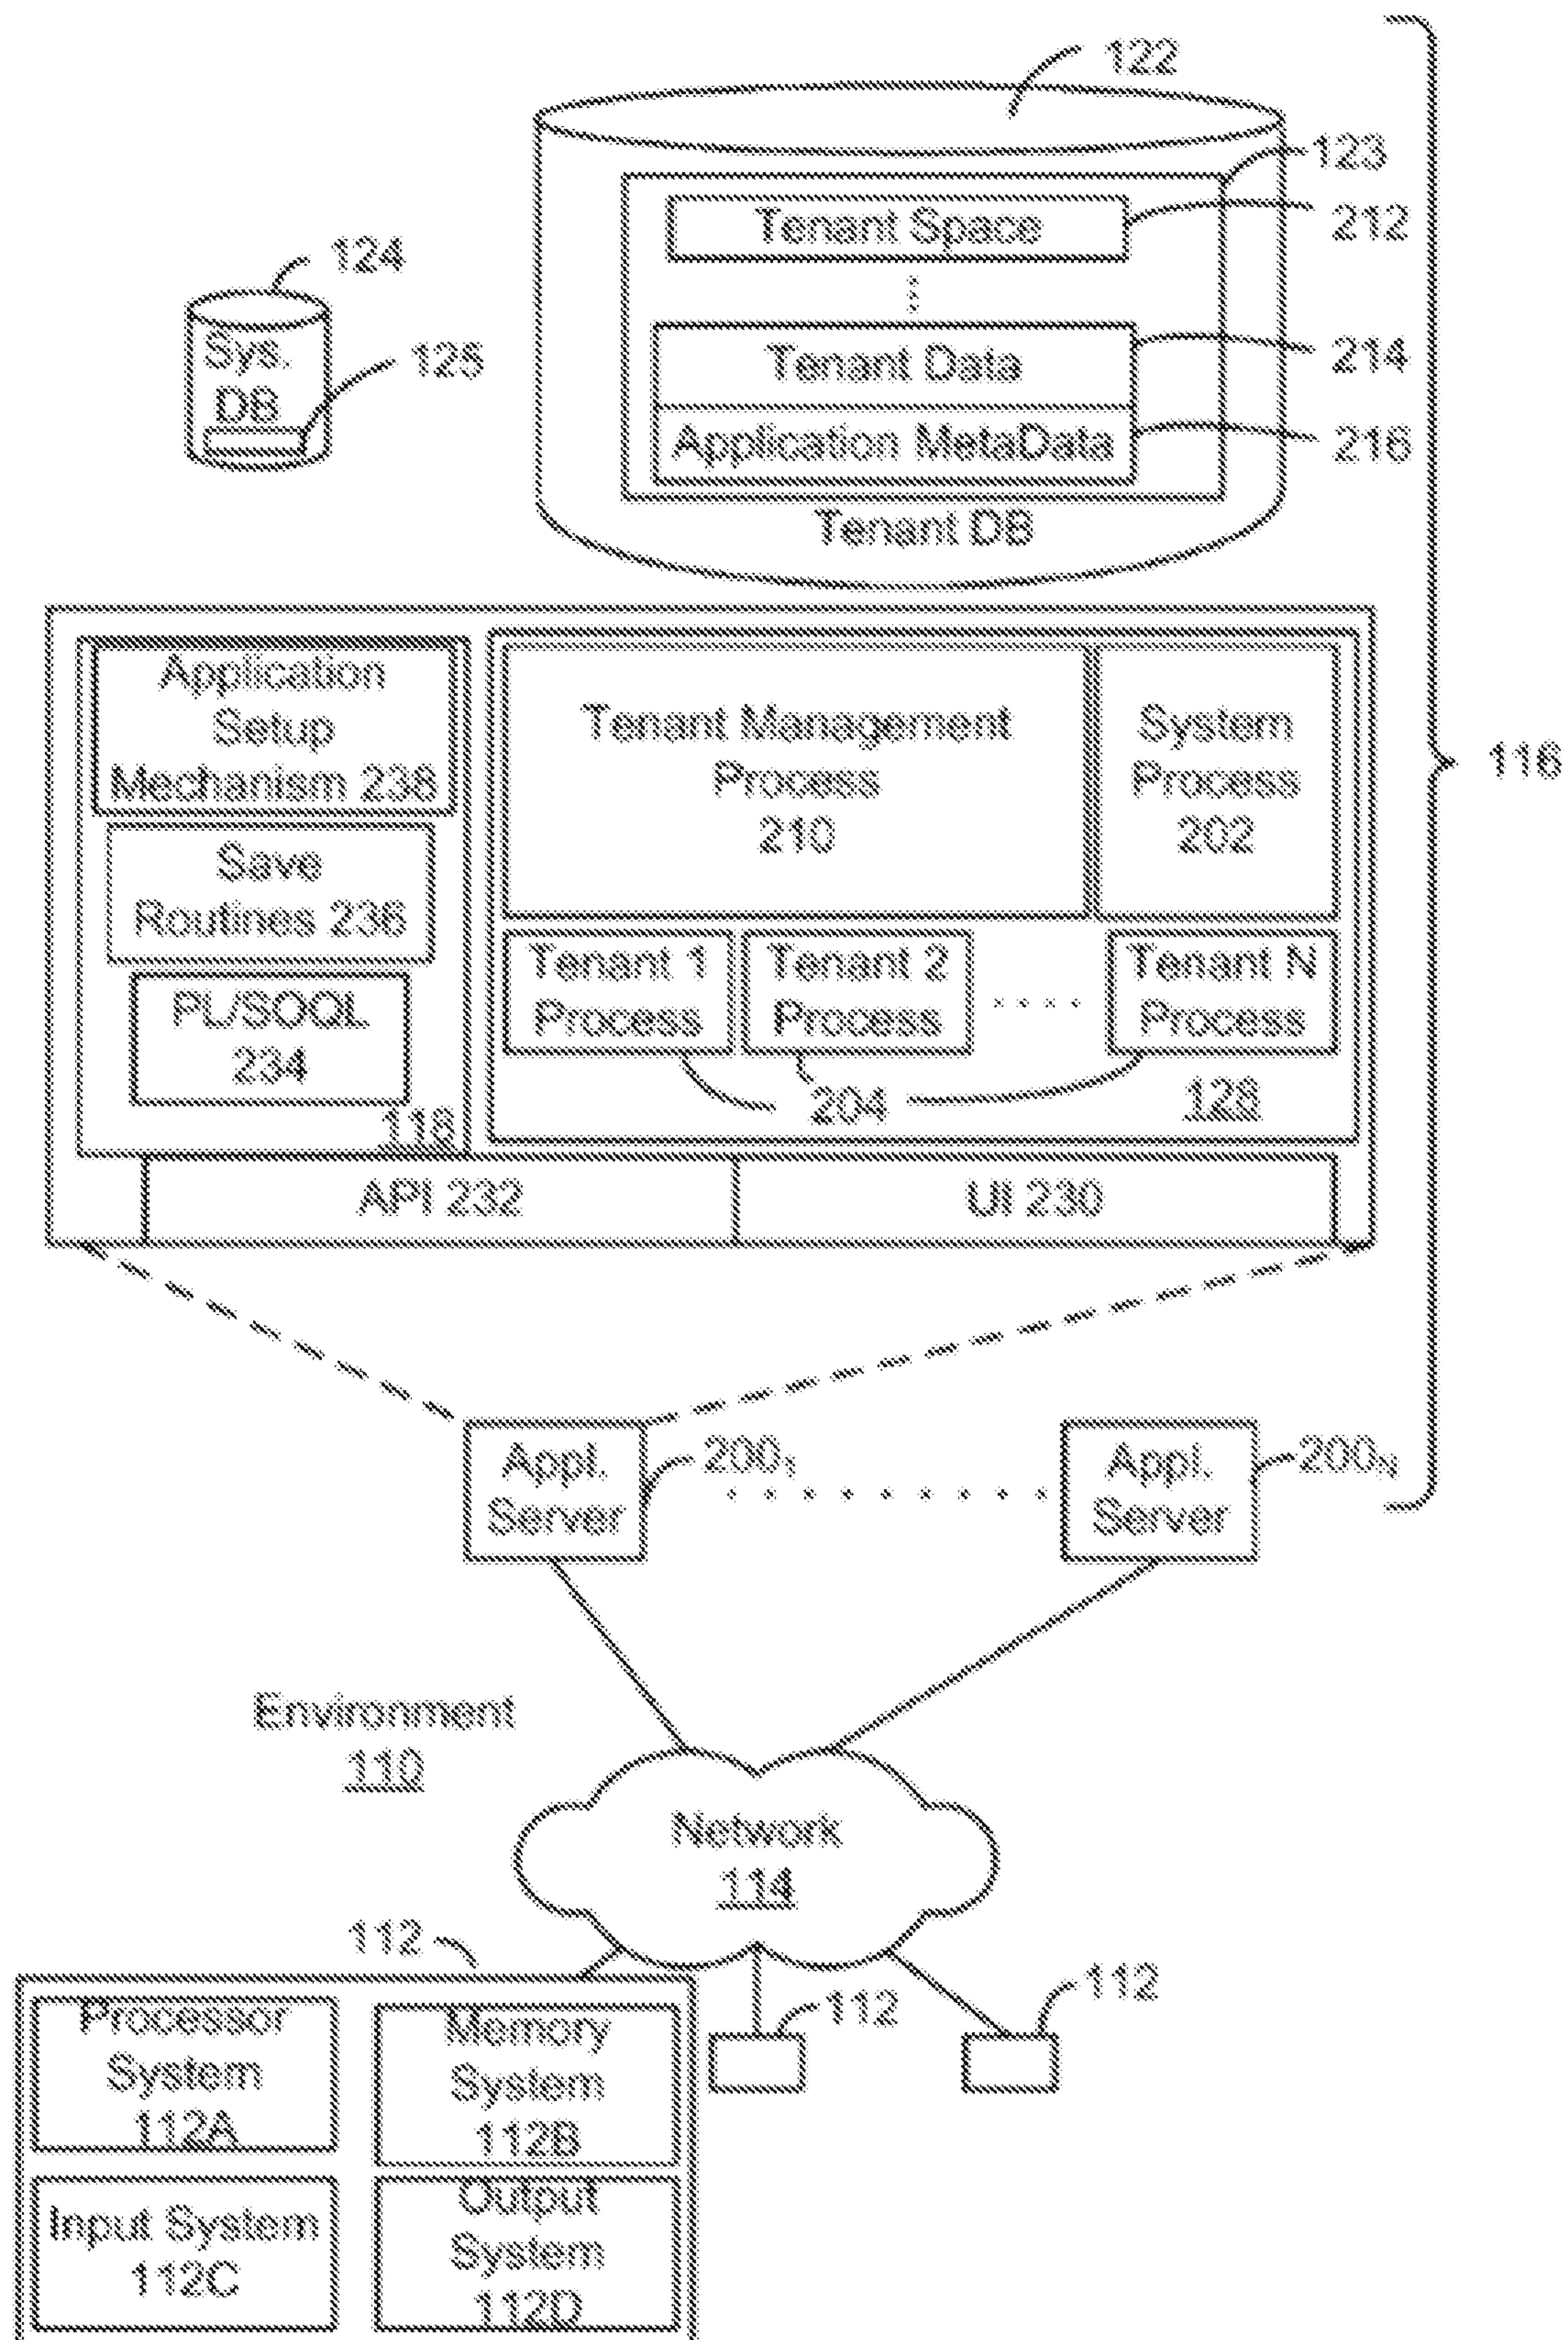 122
123
Tenant Space
212
124
Sys.
DB
125
Tenant Data
214
Application MetaData
216
Tenant DB
Application
Setup
Mechanism 238
Tenant Management
Process
210
System
Process
202
116
Save
Routines 236
Tenant 1
Process
Tenant 2
Process
Tenant N
Process
PL/SOQL
234
204
128
118
API 232
UI 230
Appl.
Server
200₁
Appl.
Server
200N
Environment
110
Network
114
112
112
112
Processor
System
112A
Memory
System
112B
Input System
112C
Output
System
112D